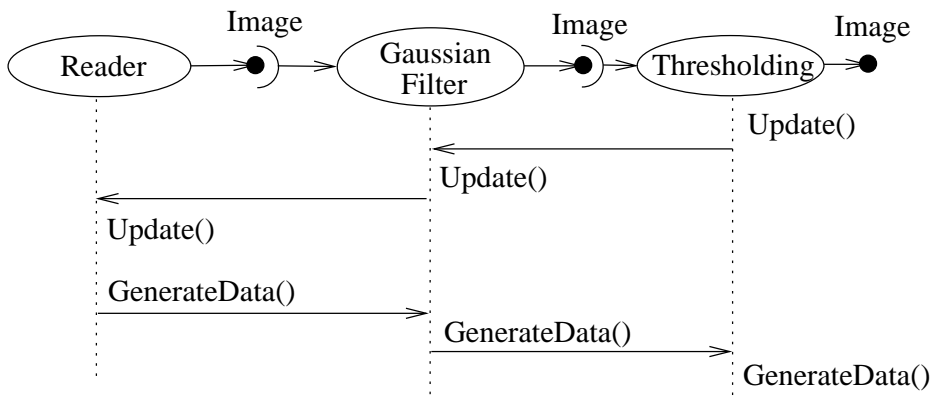 Image
Image
Image
Reader
Gaussian
Filter
Thresholding
Update()
Update()
Update()
GenerateData()
GenerateData()
GenerateData()